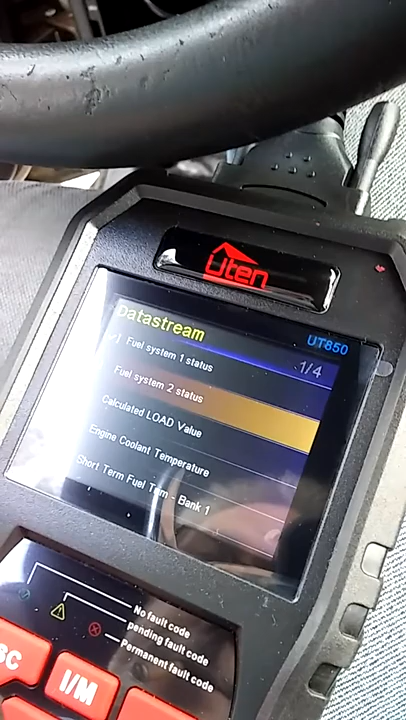 Uten
Datastream
UT850
Fuel system 1 status
1/4
Fuel system 2 status
Calculated LOAD Value
Engine Coolant Temperature
Short Term Fuel Trim - Bank 1
No fault code
pending fault code
Permanent fault code
I/M